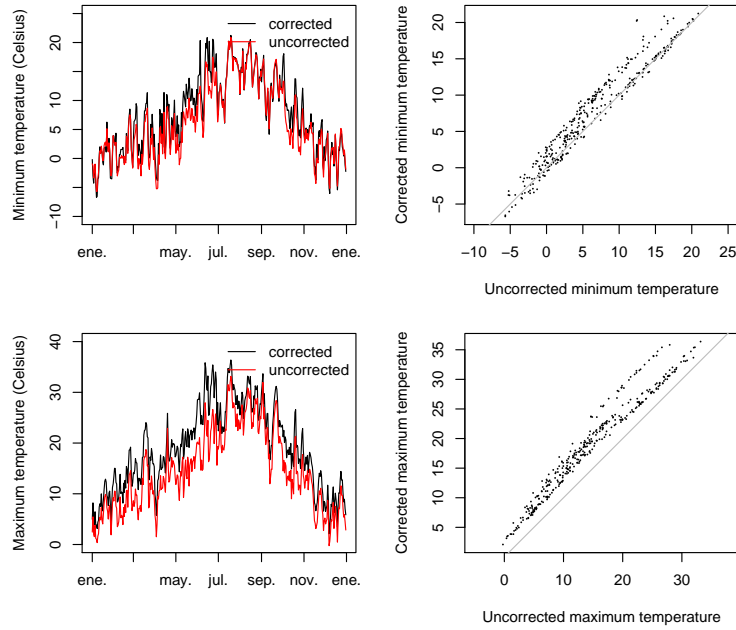 Minimum temperature (Celsius)
−10
0
5
10
20
ene.
may.
jul.
sep.
nov.
ene.
corrected
uncorrected
Corrected minimum temperature
−5
0
5
10
15
20
−10
−5
0
5
10
15
20
25
Uncorrected minimum temperature
Maximum temperature (Celsius)
0
10
20
30
40
ene.
may.
jul.
sep.
nov.
ene.
corrected
uncorrected
Corrected maximum temperature
5
10
15
20
25
30
35
0
10
20
30
Uncorrected maximum temperature